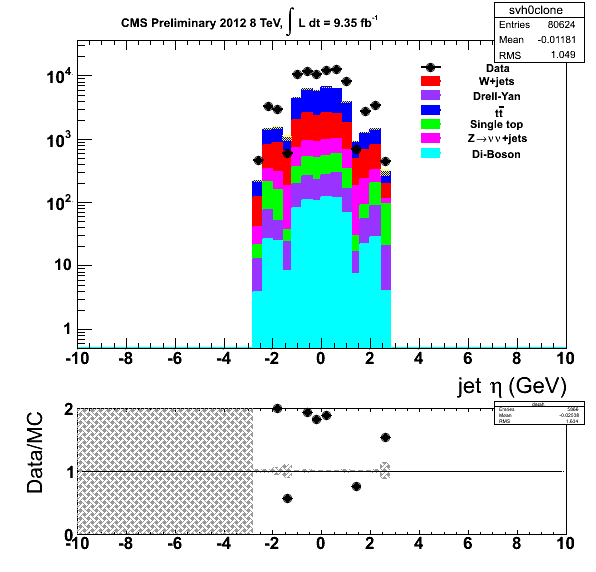 CMS Preliminary 2012 8 TeV, ∫ L dt = 9.35 fb⁻¹
svh0clone
Entries 80624
Mean -0.01181
RMS 1.049
Data
W+jets
Drell-Yan
tt̄
Single top
Z→νν+jets
Di-Boson
10⁴
10³
10²
10
1
-10 -8 -6 -4 -2 0 2 4 6 8 10
jet η (GeV)
Data/MC
2
1
0
Entries
Mean
RMS
-10 -8 -6 -4 -2 0 2 4 6 8 10